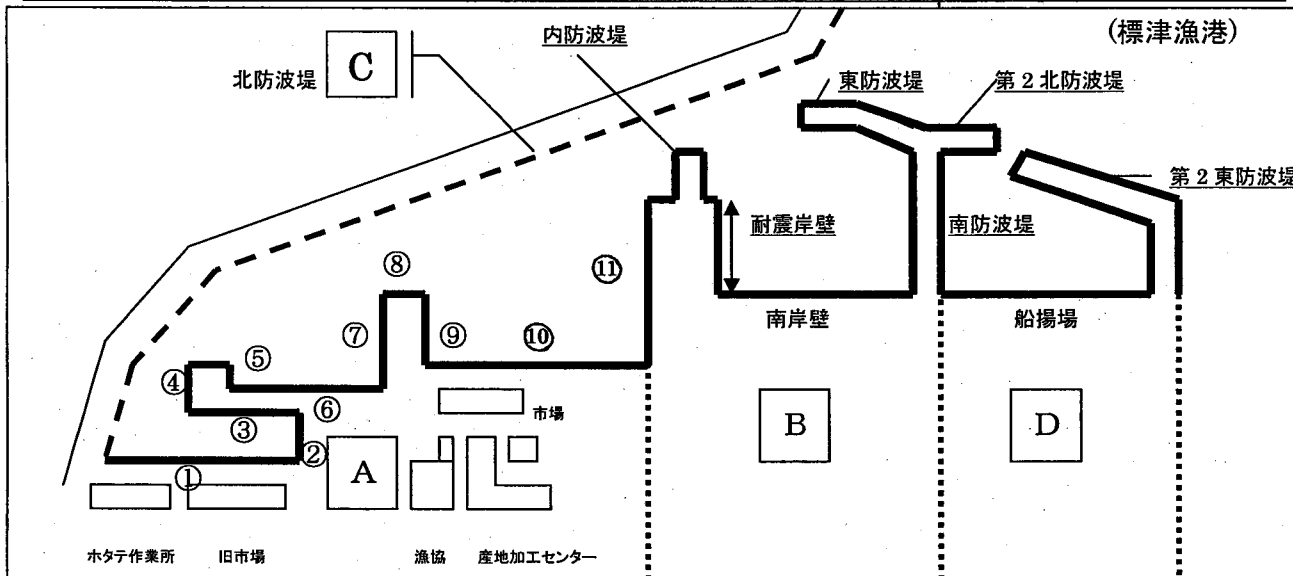 (標津漁港)
内防波堤
北防波堤
C
東防波堤
第2北防波堤
第2東防波堤
耐震岸壁
南防波堤
⑧
⑪
南岸壁
船揚場
⑦
⑨
⑩
⑤
④
⑥
③
市場
B
D
②
A
①
ホタテ作業所
旧市場
漁協
産地加工センター